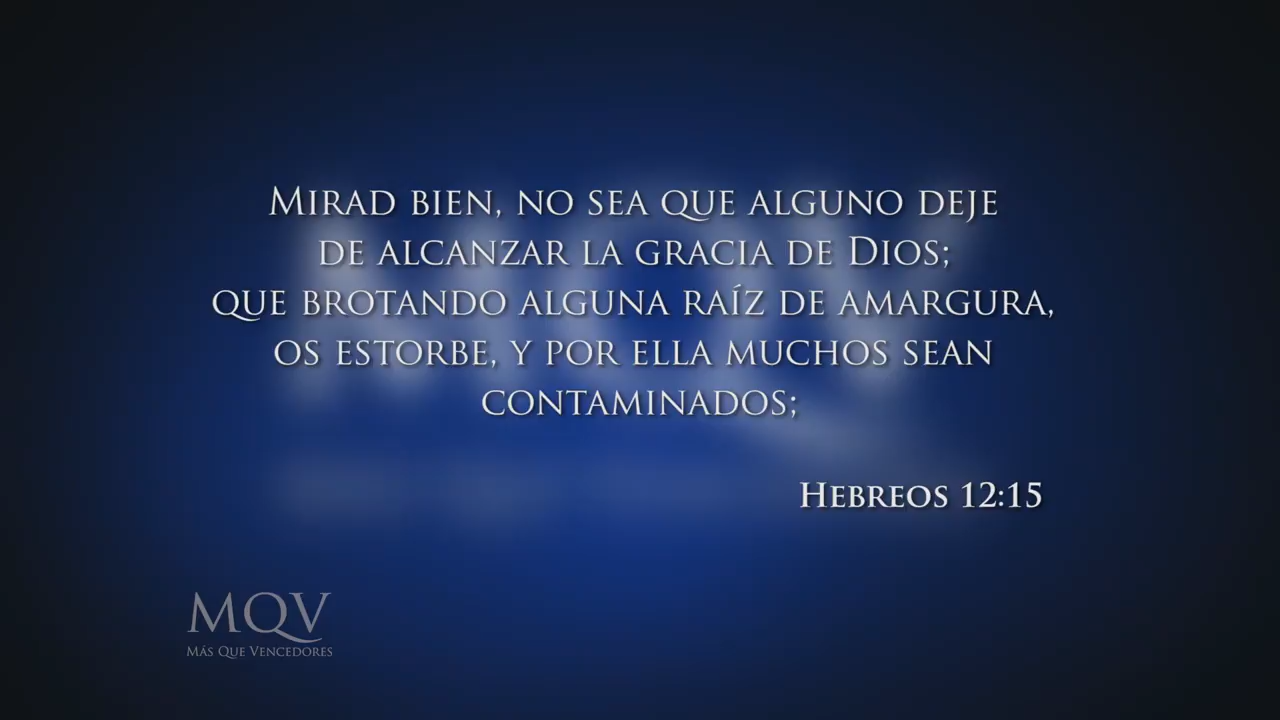 Mirad bien, no sea que alguno deje
de alcanzar la gracia de Dios;
que brotando alguna raíz de amargura,
os estorbe, y por ella muchos sean
contaminados;
Hebreos 12:15
MQV
Más Que Vencedores